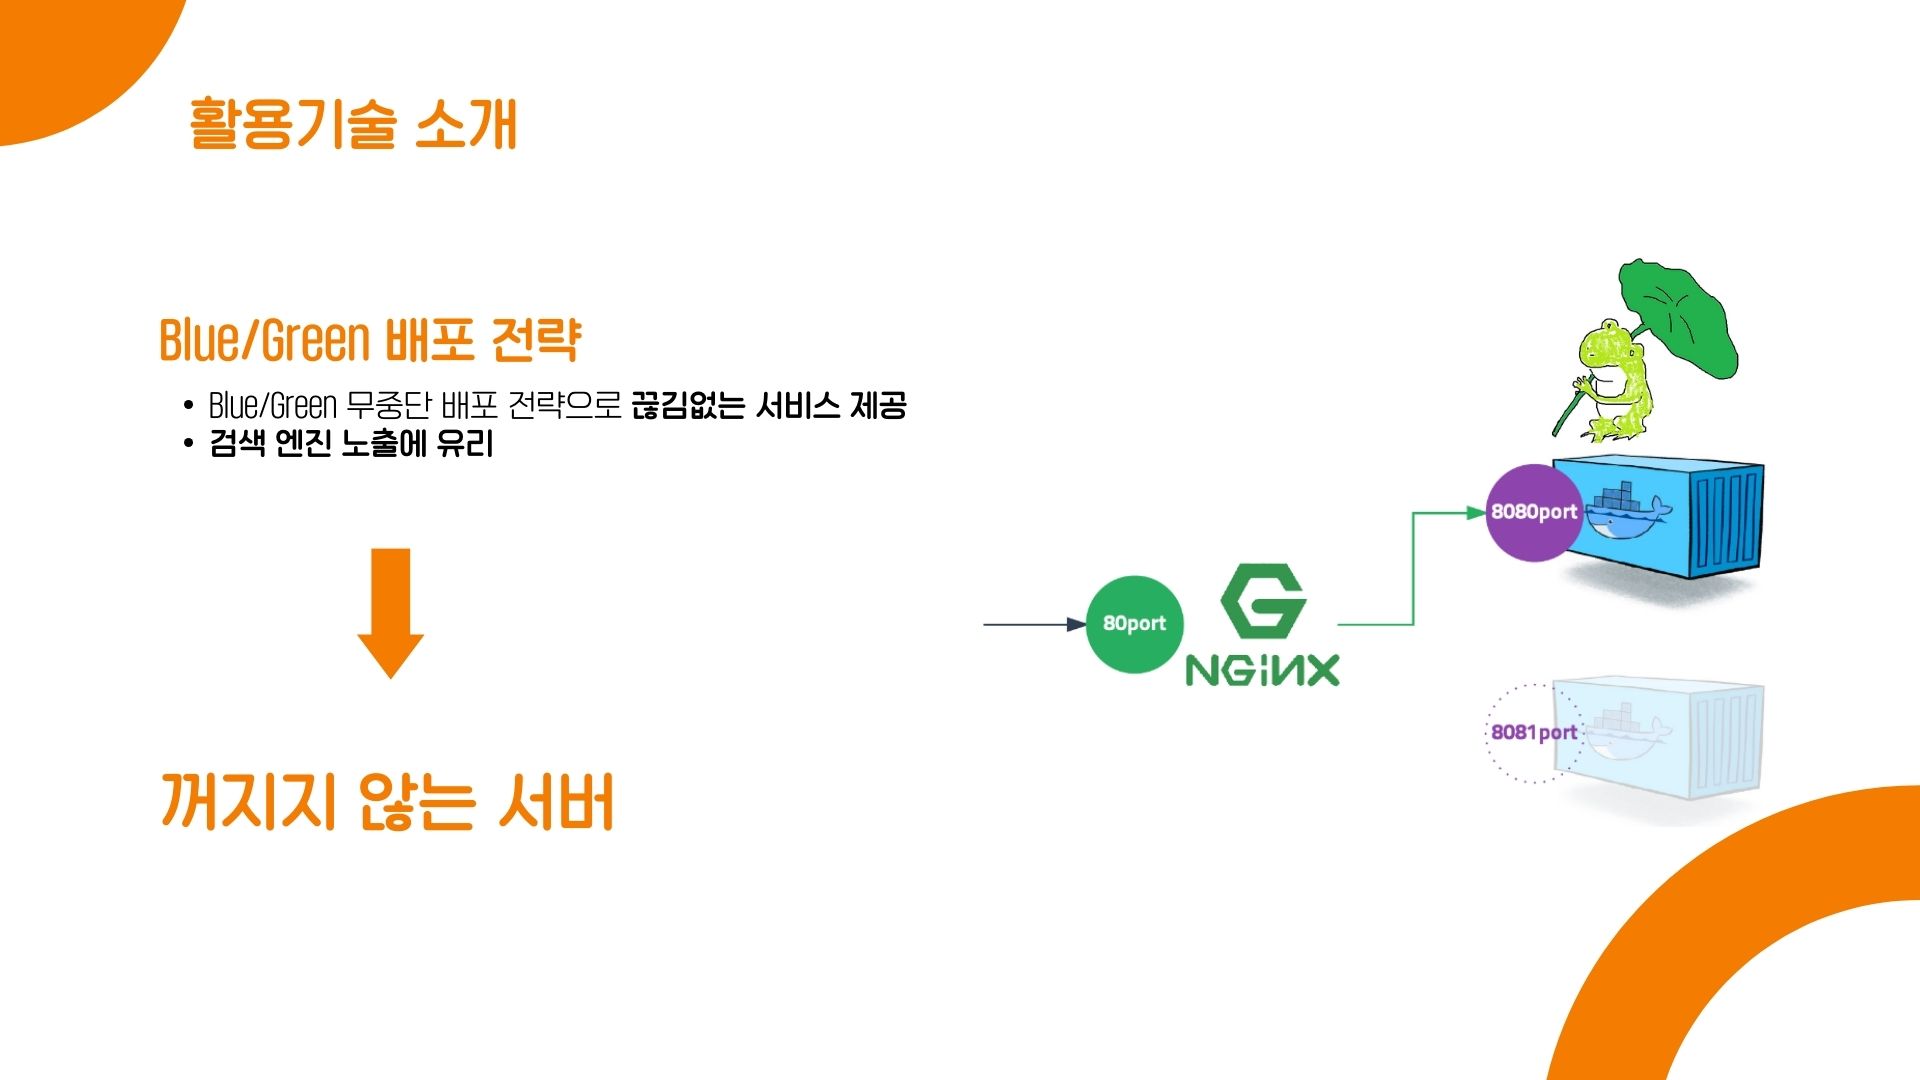 활용기술 소개
Blue/Green 배포 전략
• Blue/Green 무중단 배포 전략으로 끊김없는 서비스 제공
• 검색 엔진 노출에 유리
꺼지지 않는 서버
80port
NGiNX
8080port
8081port